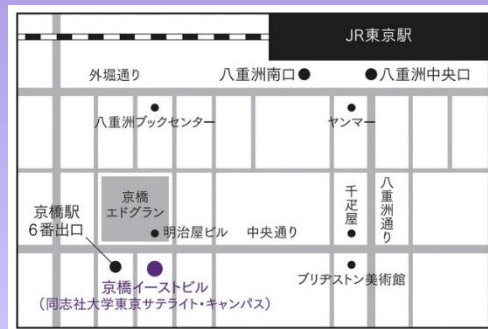 JR東京駅
外堀通り
八重洲南口
八重洲中央口
八重洲ブックセンター
ヤンマー
京橋
エドグラン
京橋駅
6番出口
明治屋ビル
中央通り
千疋屋
八重洲通り
京橋イーストビル
(同志社大学東京サテライト・キャンパス)
ブリヂストン美術館